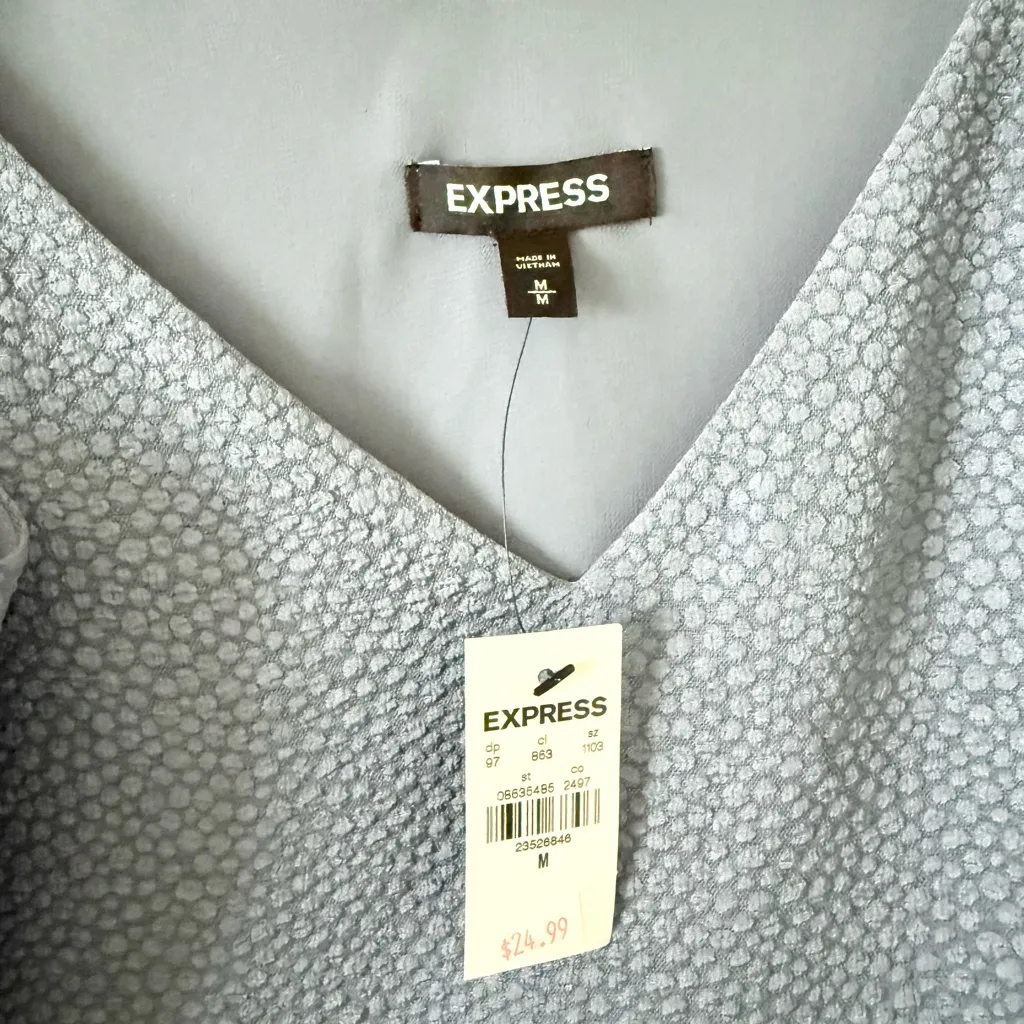 EXPRESS
MADE IN
VIETNAM
M
M
EXPRESS
dp cl sz
97 863 1103
st co
08635485 2497
23526846
M
$24.99